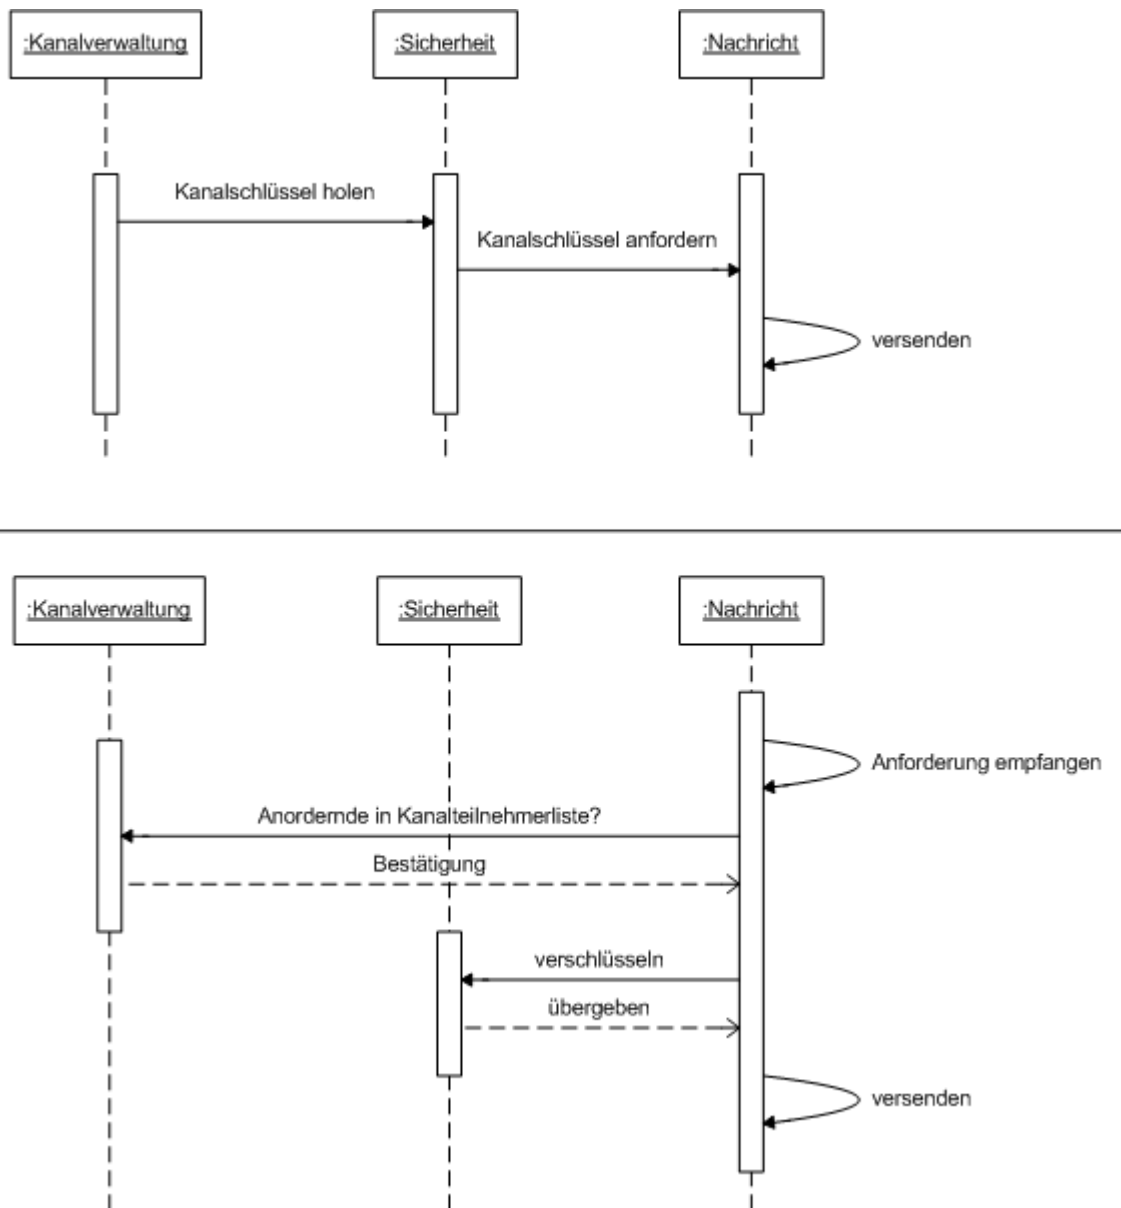 :Kanalverwaltung
:Sicherheit
:Nachricht
Kanalschlüssel holen
Kanalschlüssel anfordern
versenden
:Kanalverwaltung
:Sicherheit
:Nachricht
Anforderung empfangen
Anordernde in Kanalteilnehmerliste?
Bestätigung
verschlüseln
übergeben
versenden